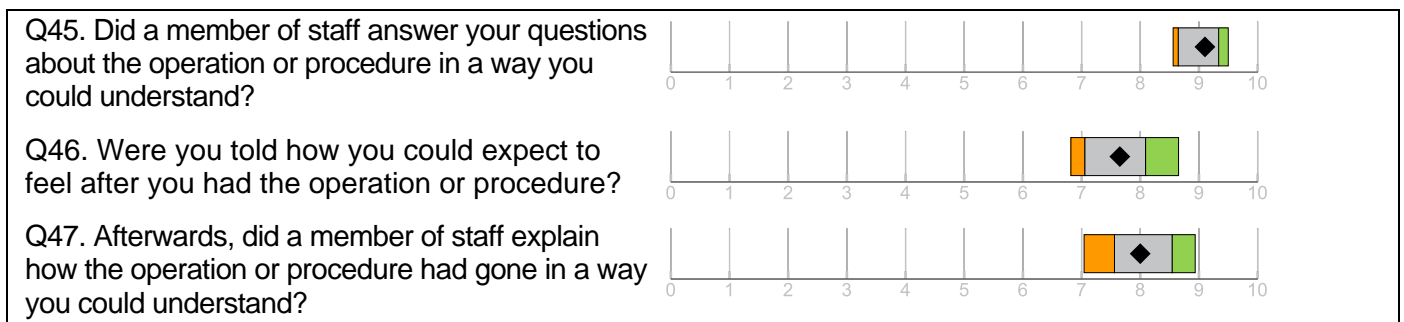 Q45. Did a member of staff answer your questions
about the operation or procedure in a way you
could understand?
0 1 2 3 4 5 6 7 8 9 10
Q46. Were you told how you could expect to
feel after you had the operation or procedure?
0 1 2 3 4 5 6 7 8 9 10
Q47. Afterwards, did a member of staff explain
how the operation or procedure had gone in a way
you could understand?
0 1 2 3 4 5 6 7 8 9 10